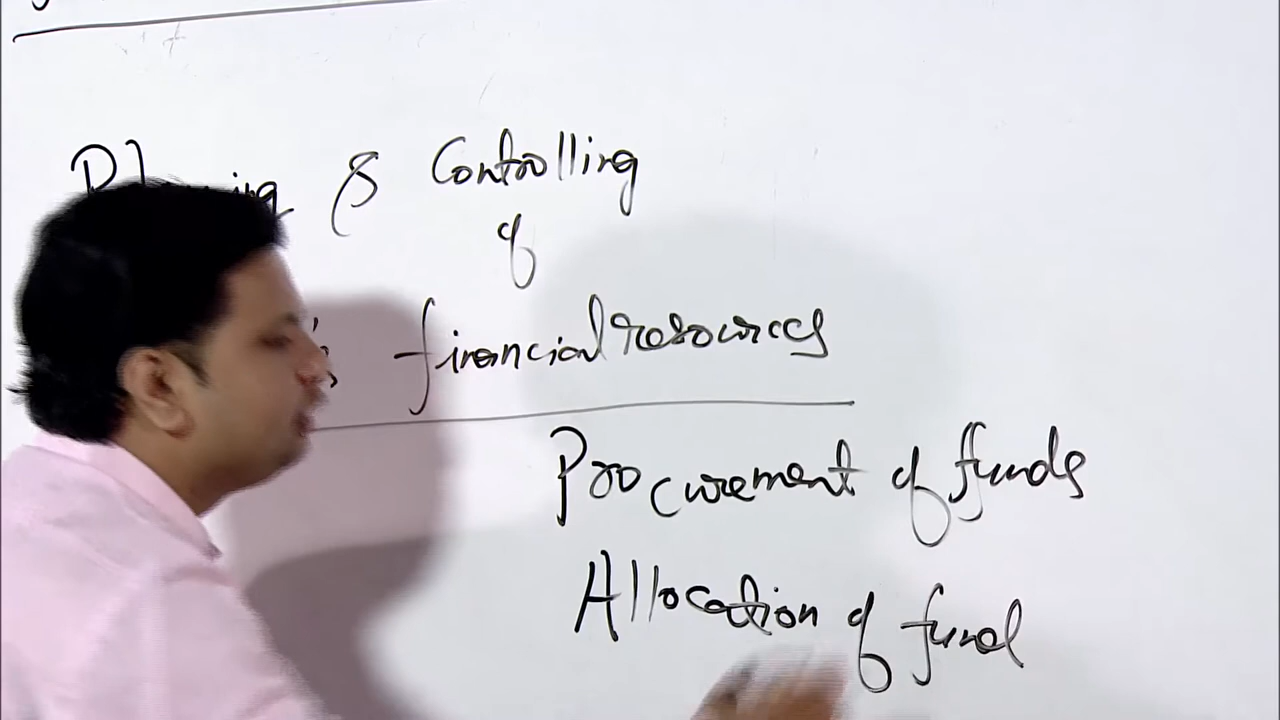 & Controlling
of
financial resources
Procurement of funds
Allocation of fund